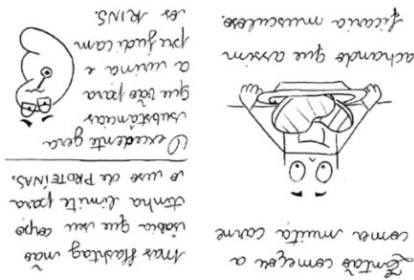 Então começou a
comer muita carne
achando que assim
ficaria musculoso.
Mas Hashtag não
sabia que seu corpo
tinha limite para
o uso de PROTEÍNAS.
O excedente gera
substâncias
que vão para
a urina e
prejudicam
os RINS.